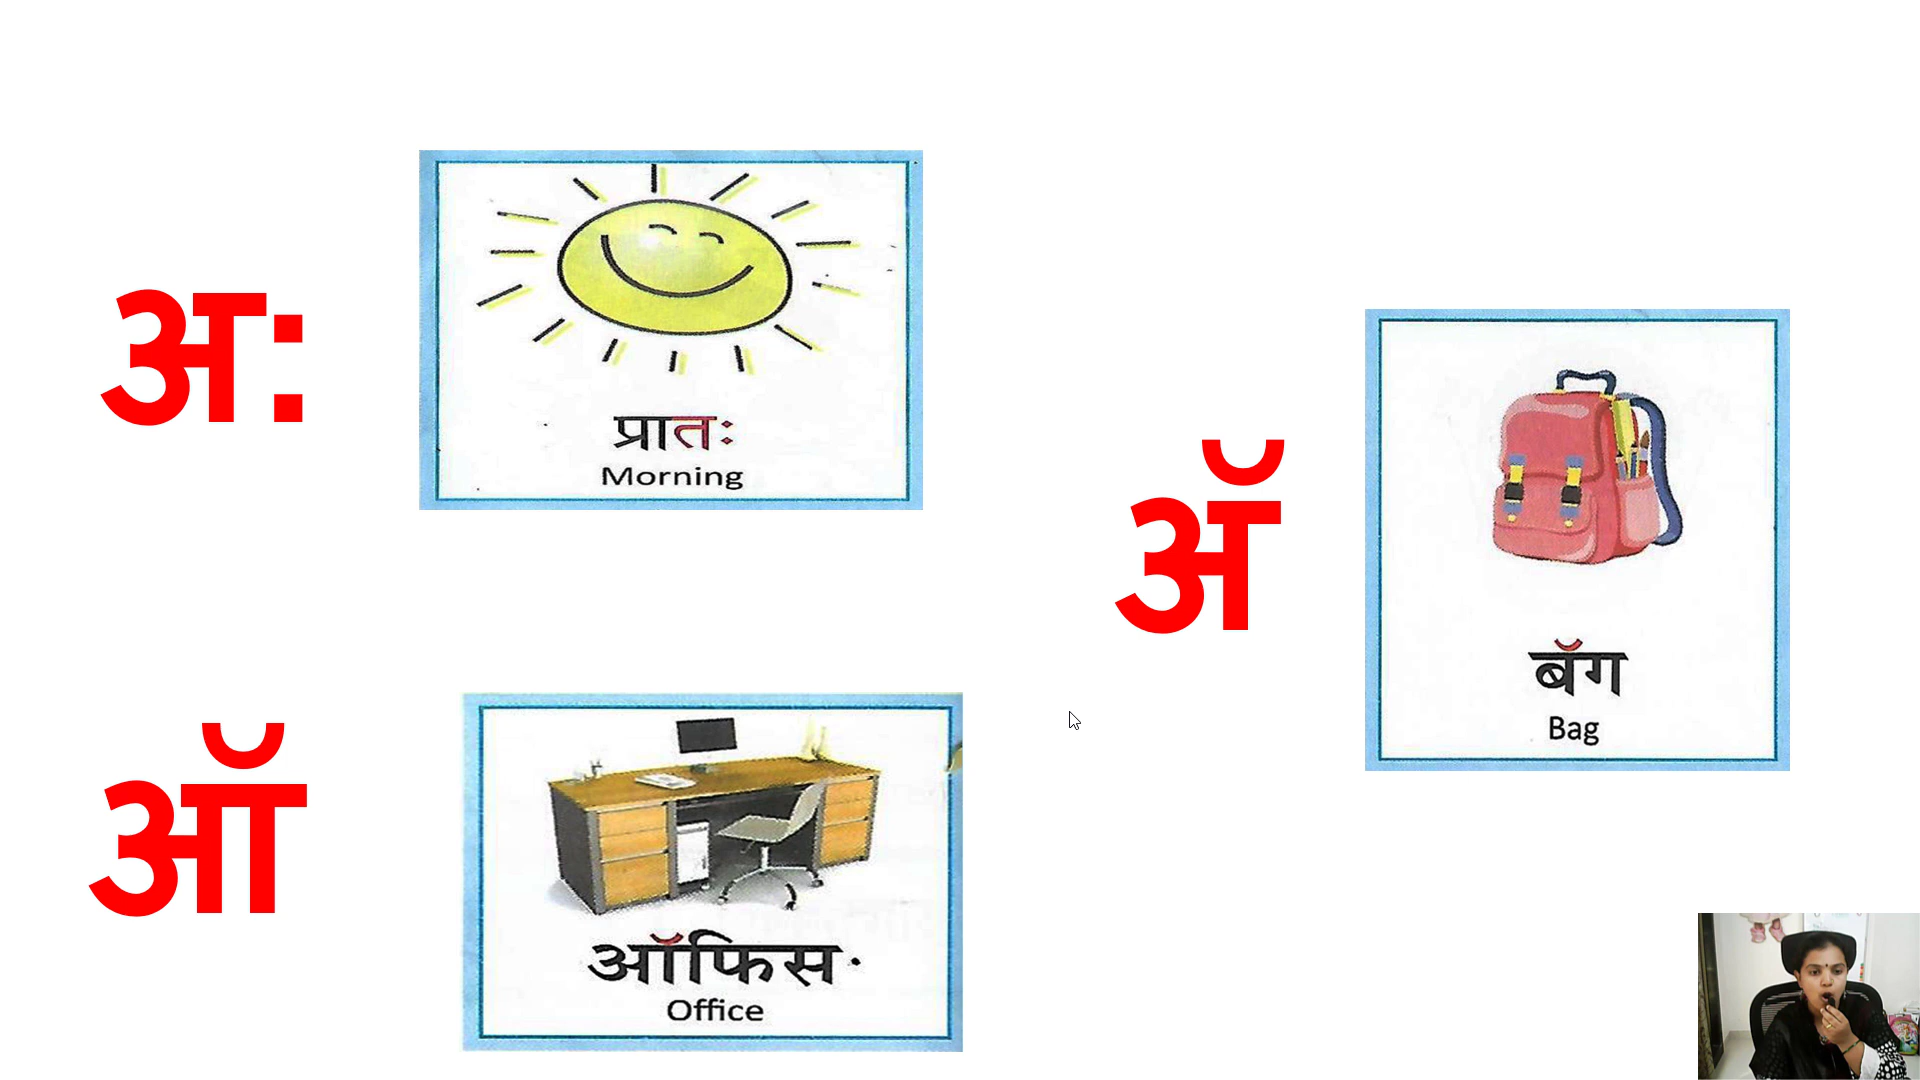 अः
प्रातः
Morning
अॅ
बॅग
Bag
ऑ
ऑफिस
Office